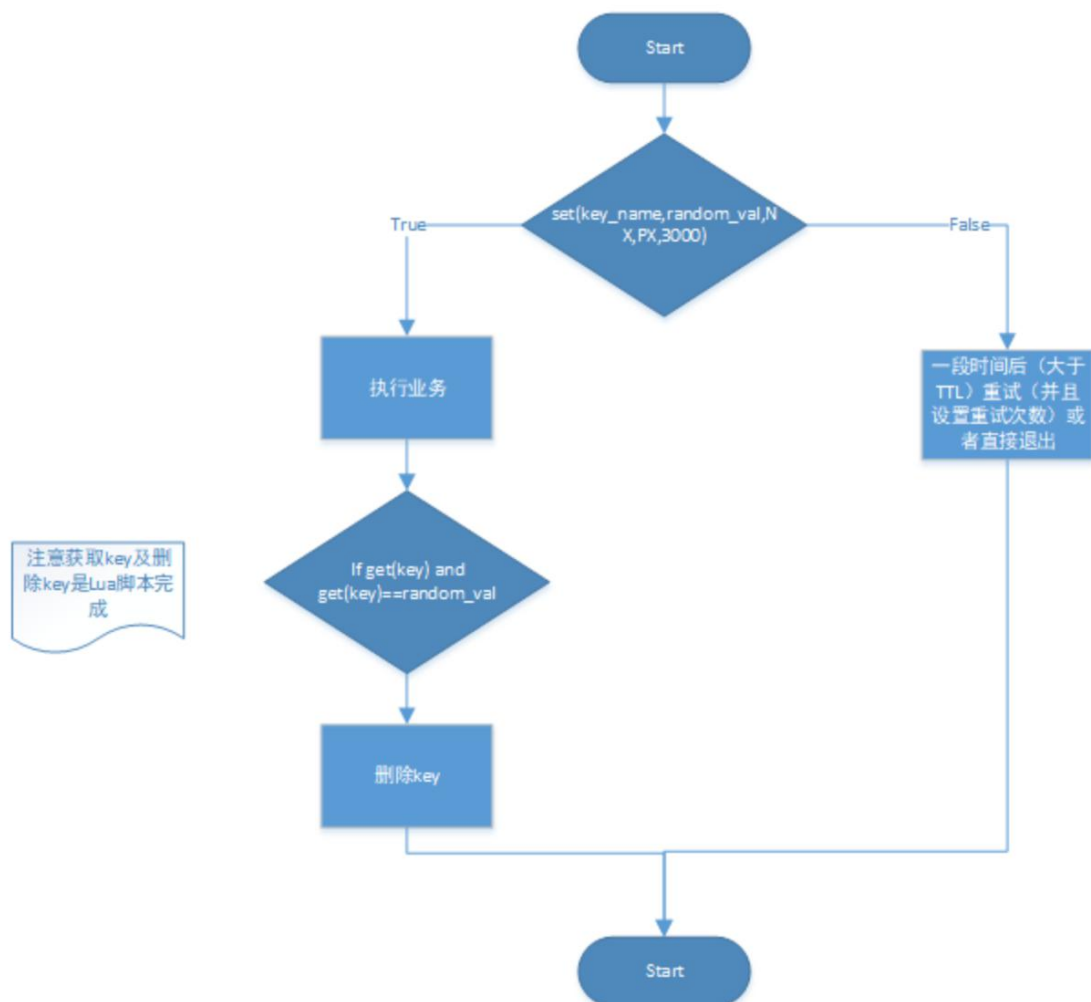 Start
set(key_name,random_val,N
X,PX,3000)
True
False
执行业务
一段时间后（大于
TTL）重试（并且
设置重试次数）或
者直接退出
注意获取key及删
除key是Lua脚本完
成
If get(key) and
get(key)==random_val
删除key
Start